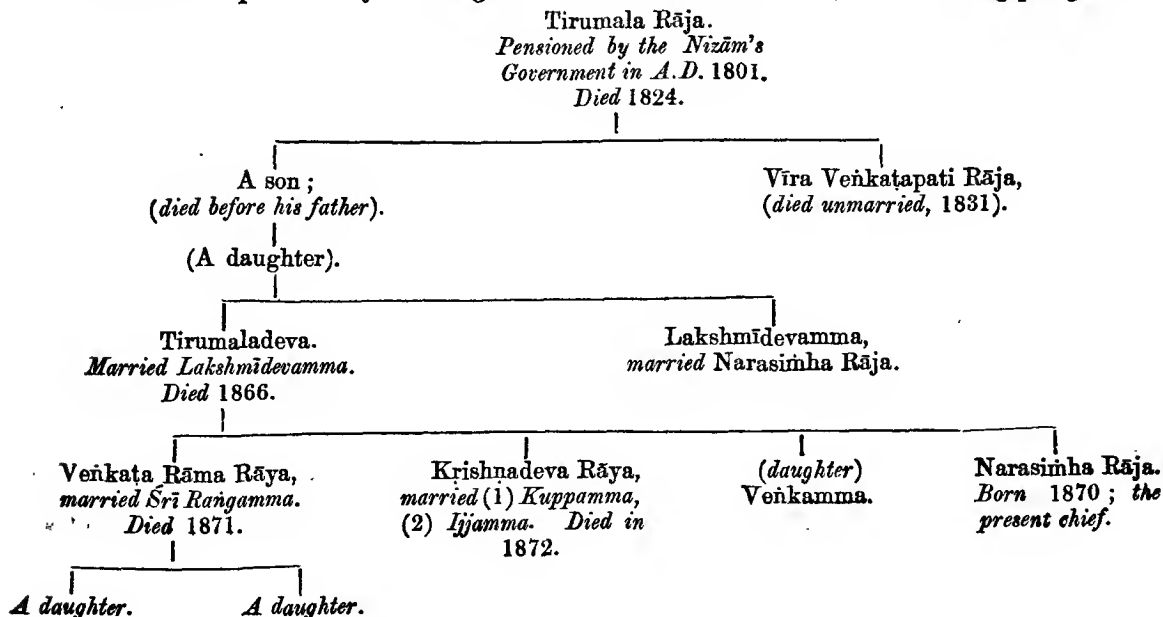 Tirumala Rāja.
Pensioned by the Nizām's
Government in A.D. 1801.
Died 1824.
A son;
(died before his father).
Vīra Veṅkaṭapati Rāja,
(died unmarried, 1831).
(A daughter).
Tirumaladeva.
Married Lakshmīdevamma.
Died 1866.
Lakshmīdevamma,
married Narasiṁha Rāja.
Veṅkaṭa Rāma Rāya,
married Śrī Raṅgamma.
Died 1871.
Kṛishṇadeva Rāya,
married (1) Kuppamma,
(2) Ijjamma. Died in
1872.
(daughter)
Veṅkamma.
Narasiṁha Rāja.
Born 1870; the
present chief.
A daughter. A daughter.